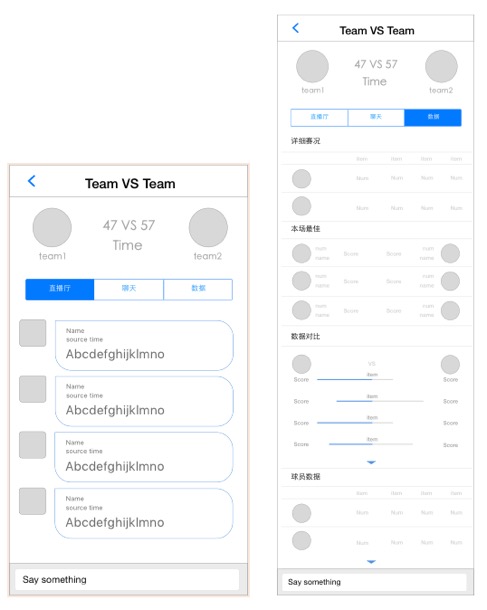 Team VS Team
47 VS 57
Time
team1 team2
直播厅 聊天 数据
Name
source time
Abcdefghijklmno
Name
source time
Abcdefghijklmno
Name
source time
Abcdefghijklmno
Name
source time
Abcdefghijklmno
Say something
Team VS Team
47 VS 57
Time
team1 team2
直播厅 聊天 数据
详细赛况
item item item item
Num Num Num Num
Num Num Num Num
本场最佳
num num
name Score Score name
num num
name Score Score name
num num
name Score Score name
数据对比
VS
item
Score Score
item
Score Score
item
Score Score
item
Score Score
球员数据
item item item item
Num Num Num Num
Num Num Num Num
Say something